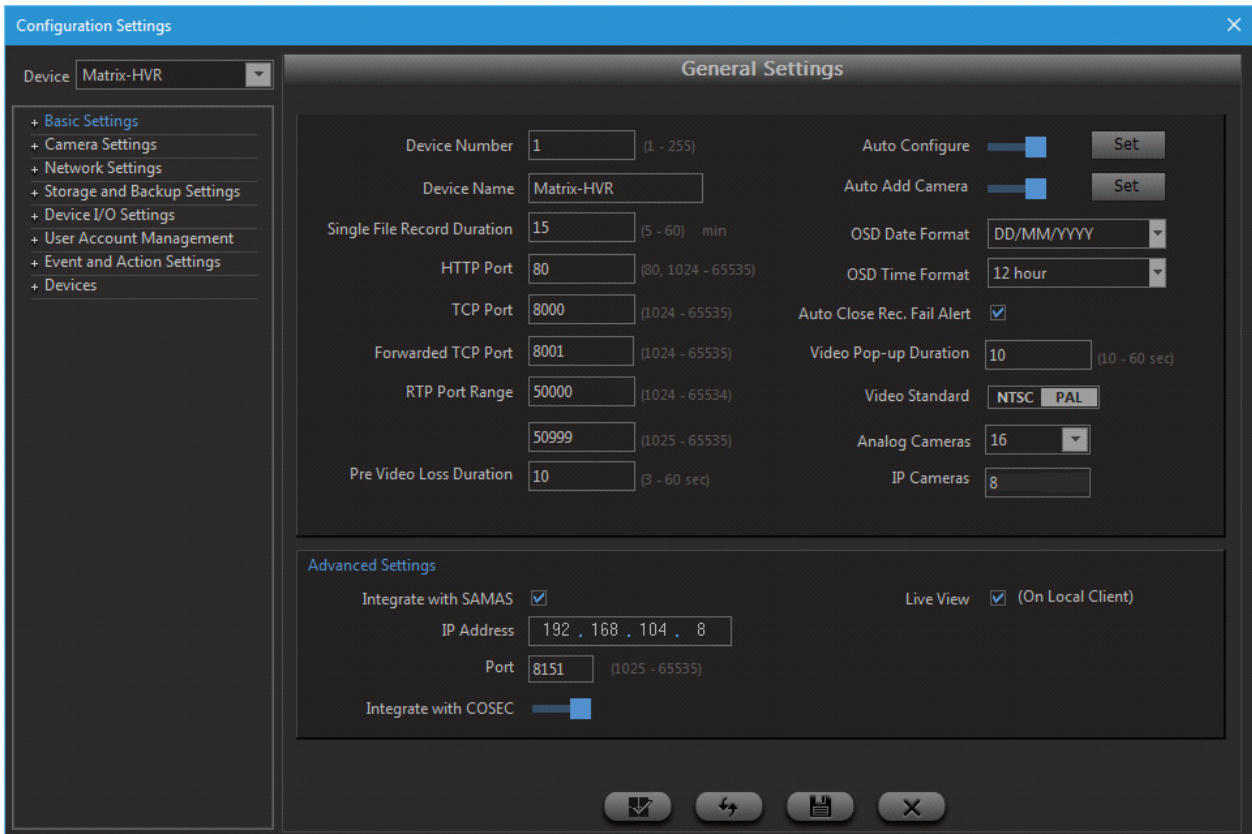 Configuration Settings
Device Matrix-HVR
+ Basic Settings
+ Camera Settings
+ Network Settings
+ Storage and Backup Settings
+ Device I/O Settings
+ User Account Management
+ Event and Action Settings
+ Devices
General Settings
Device Number 1 (1 - 255)
Device Name Matrix-HVR
Single File Record Duration 15 (5 - 60) min
HTTP Port 80 (80, 1024 - 65535)
TCP Port 8000 (1024 - 65535)
Forwarded TCP Port 8001 (1024 - 65535)
RTP Port Range 50000 (1024 - 65534)
50999 (1025 - 65535)
Pre Video Loss Duration 10 (3 - 60 sec)
Auto Configure Set
Auto Add Camera Set
OSD Date Format DD/MM/YYYY
OSD Time Format 12 hour
Auto Close Rec. Fail Alert
Video Pop-up Duration 10 (10 - 60 sec)
Video Standard NTSC PAL
Analog Cameras 16
IP Cameras 8
Advanced Settings
Integrate with SAMAS
IP Address 192 . 168 . 104 . 8
Port 8151 (1025 - 65535)
Integrate with COSEC
Live View (On Local Client)